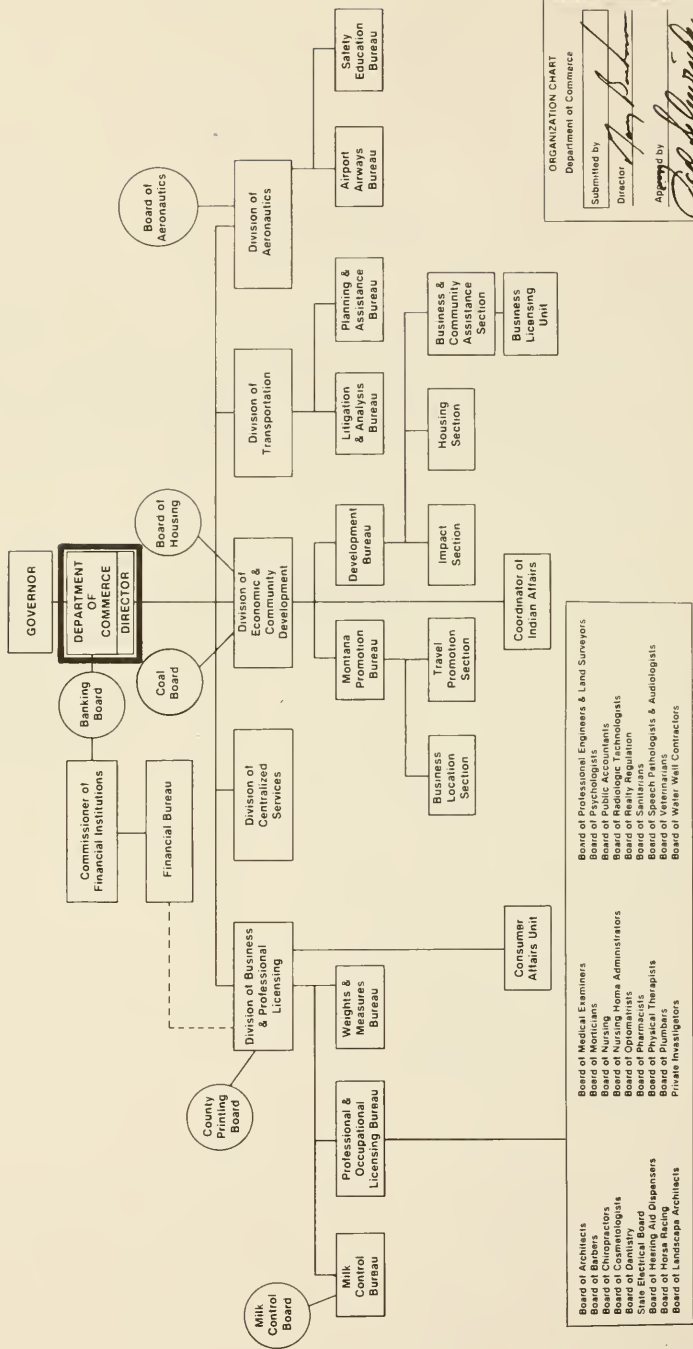 GOVERNOR
DEPARTMENT
OF
COMMERCE
DIRECTOR
Banking
Board
Commissioner of
Financial Institutions
Financial Bureau
Coal
Board
Board of
Housing
Board of
Aeronautics
County
Printing
Board
Division of Business
& Professional
Licensing
Division of
Centralized
Services
Division of
Economic &
Community
Development
Division of
Transportation
Division of
Aeronautics
Milk
Control
Board
Milk
Control
Bureau
Professional &
Occupational
Licensing Bureau
Weights &
Measures
Bureau
Montana
Promotion
Bureau
Development
Bureau
Litigation
& Analysis
Bureau
Planning &
Assistance
Bureau
Airport
Airways
Bureau
Safety
Education
Bureau
Business
Location
Section
Travel
Promotion
Section
Impact
Section
Housing
Section
Business &
Community
Assistance
Section
Business
Licensing
Unit
Consumer
Affairs Unit
Coordinator of
Indian Affairs
Board of Architects
Board of Barbers
Board of Chiropractors
Board of Cosmetologists
Board of Dentistry
State Electrical Board
Board of Hearing Aid Dispensers
Board of Horse Racing
Board of Landscape Architects
Board of Medical Examiners
Board of Morticians
Board of Nursing
Board of Nursing Home Administrators
Board of Optometrists
Board of Pharmacists
Board of Physical Therapists
Board of Plumbers
Private Investigators
Board of Professional Engineers & Land Surveyors
Board of Psychologists
Board of Public Accountants
Board of Radiologic Technologists
Board of Realty Regulation
Board of Sanitarians
Board of Speech Pathologists & Audiologists
Board of Veterinarians
Board of Water Well Contractors
ORGANIZATION CHART
Department of Commerce
Submitted by
Director
Approved by